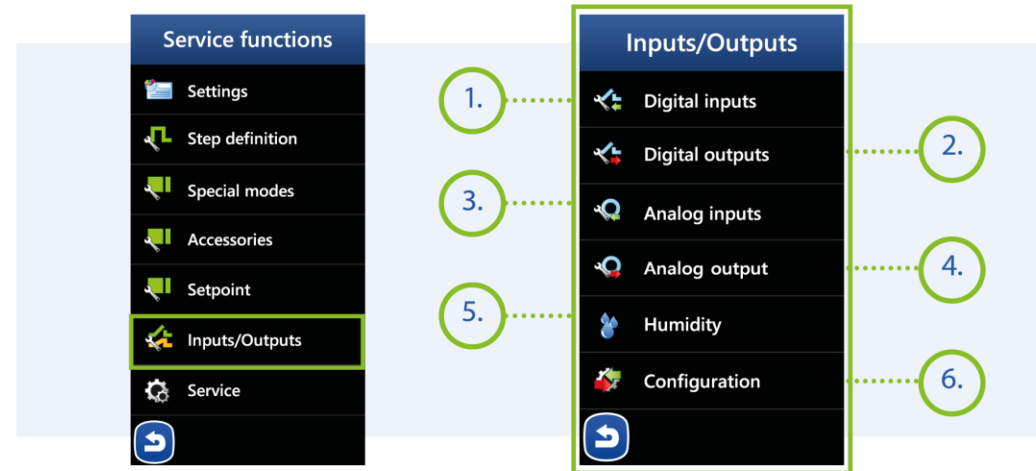 Service functions
Settings
Step definition
Special modes
Accessories
Setpoint
Inputs/Outputs
Service
Inputs/Outputs
1.
Digital inputs
Digital outputs
2.
3.
Analog inputs
Analog output
4.
5.
Humidity
Configuration
6.